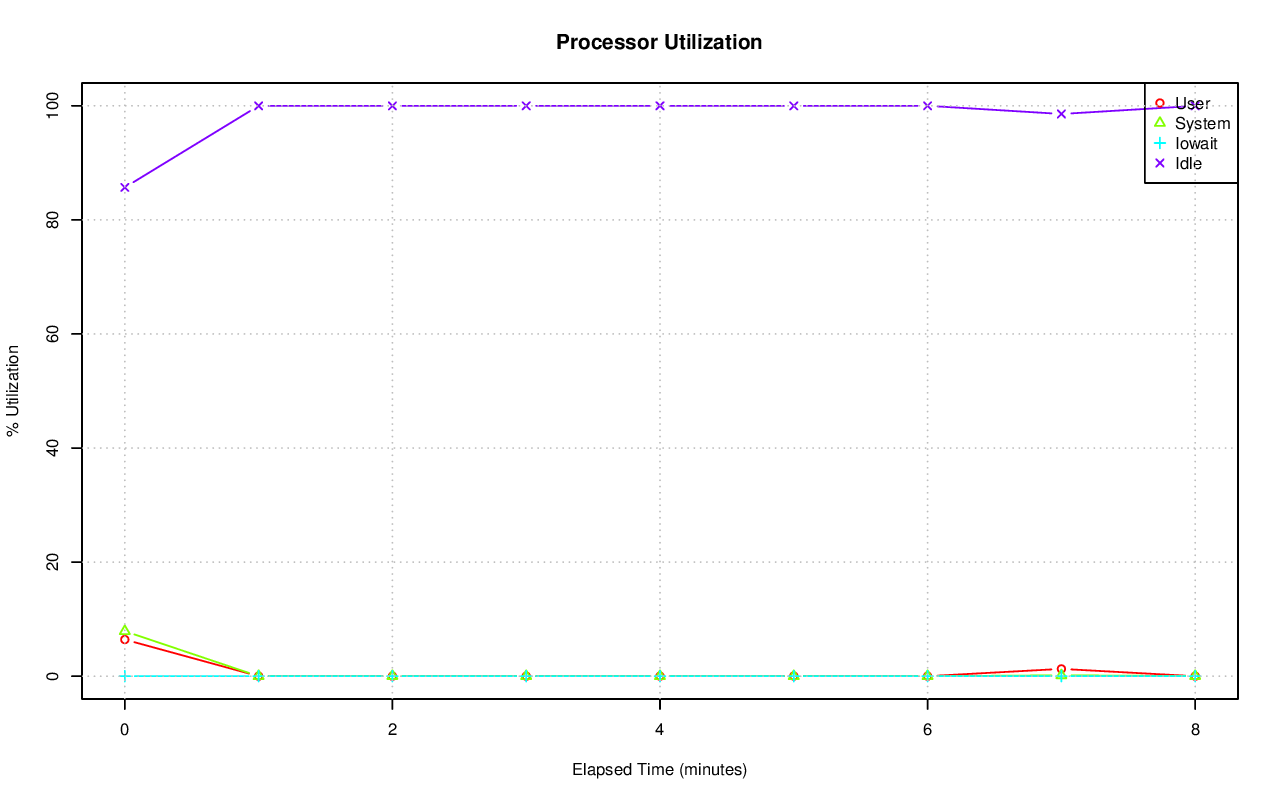 Processor Utilization
User
System
Iowait
Idle
100
80
60
40
20
0
% Utilization
0 2 4 6 8
Elapsed Time (minutes)